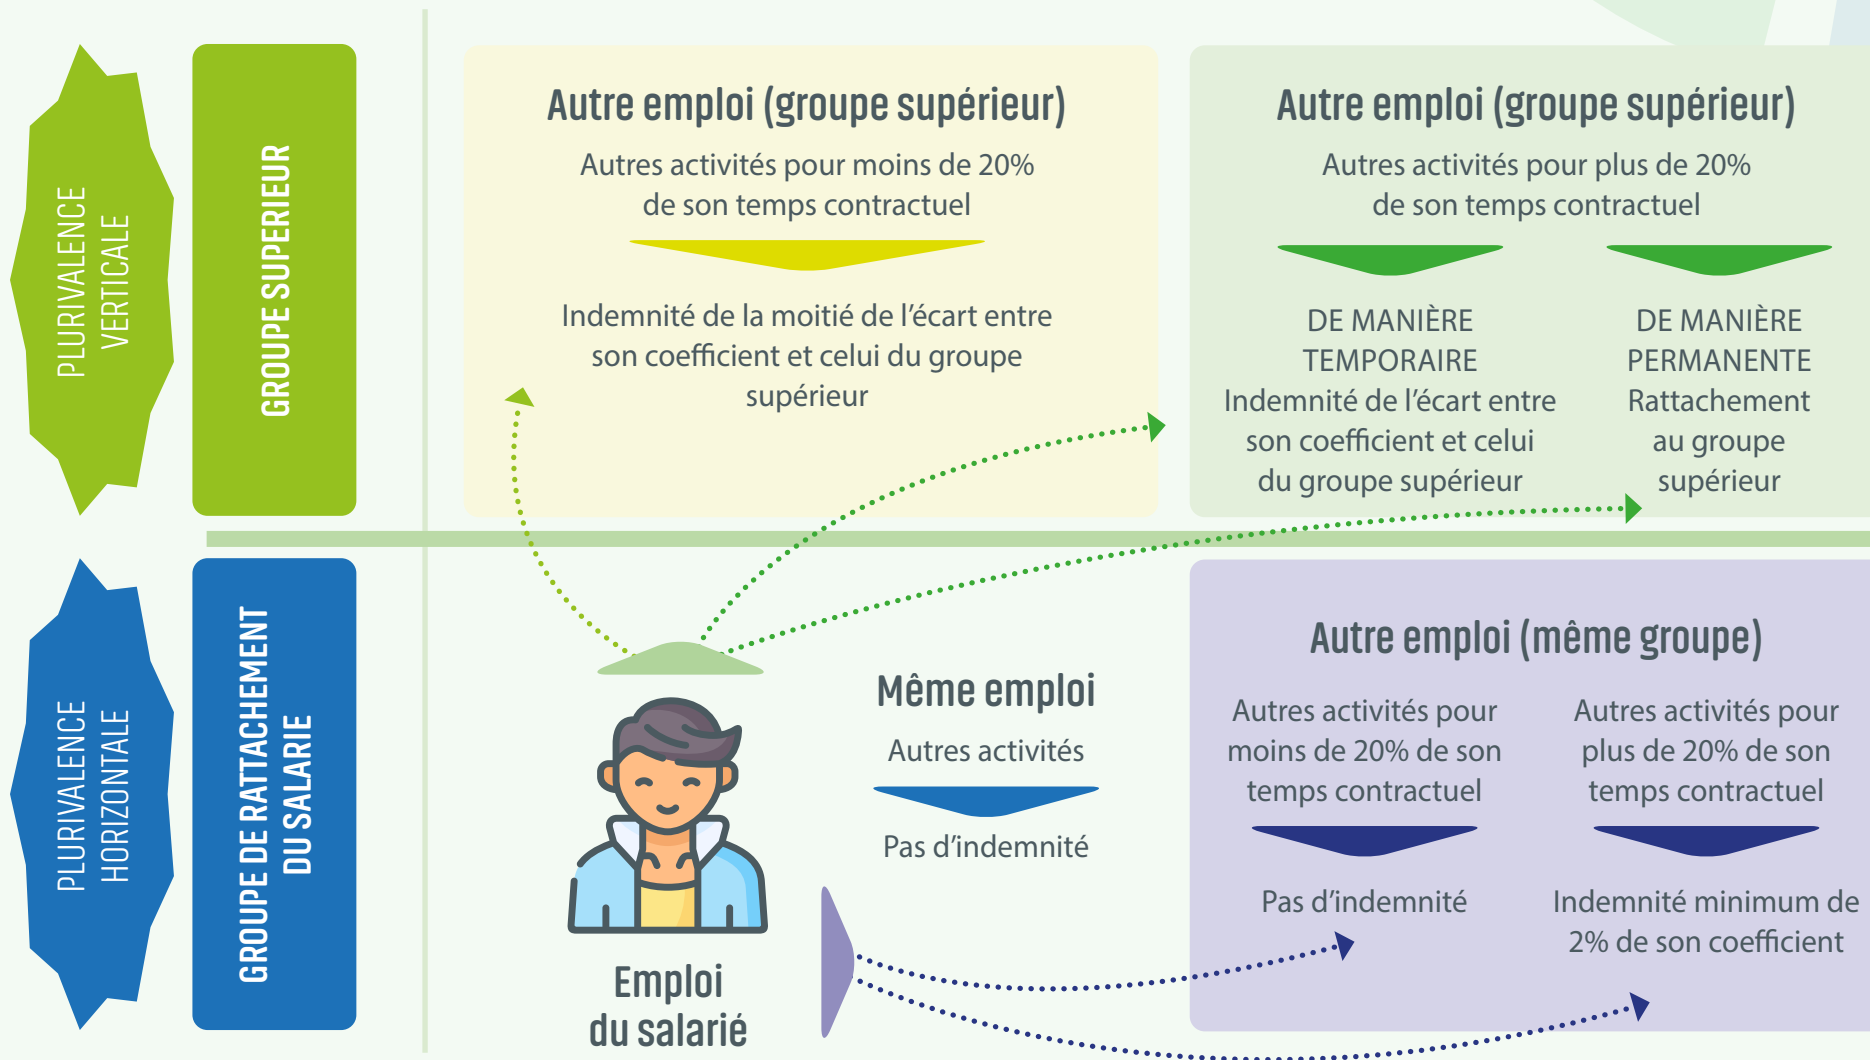 PLURIVALENCE
VERTICALE
GROUPE SUPERIEUR
Autre emploi (groupe supérieur)
Autres activités pour moins de 20%
de son temps contractuel
Indemnité de la moitié de l’écart entre
son coefficient et celui du groupe
supérieur
Autre emploi (groupe supérieur)
Autres activités pour plus de 20%
de son temps contractuel
DE MANIÈRE
TEMPORAIRE
Indemnité de l’écart entre
son coefficient et celui
du groupe supérieur
DE MANIÈRE
PERMANENTE
Rattachement
au groupe
supérieur
PLURIVALENCE
HORIZONTALE
GROUPE DE RATTACHEMENT
DU SALARIE
Emploi
du salarié
Même emploi
Autres activités
Pas d’indemnité
Autre emploi (même groupe)
Autres activités pour
moins de 20% de son
temps contractuel
Pas d’indemnité
Autres activités pour
plus de 20% de son
temps contractuel
Indemnité minimum de
2% de son coefficient